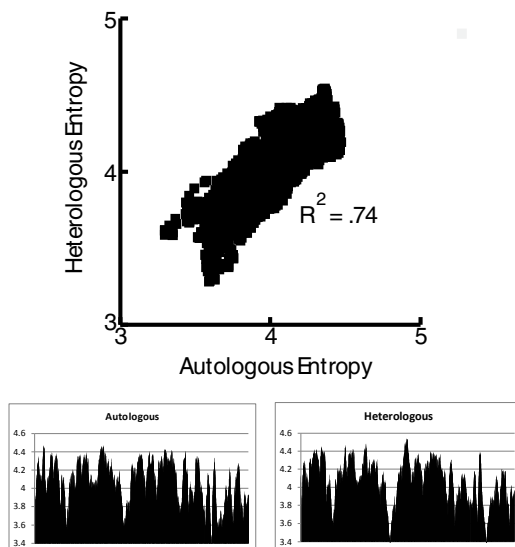 5
4
3
Heterologous Entropy
R² = .74
3 4 5
Autologous Entropy
Autologous
4.6
4.4
4.2
4
3.8
3.6
3.4
Heterologous
4.6
4.4
4.2
4
3.8
3.6
3.4